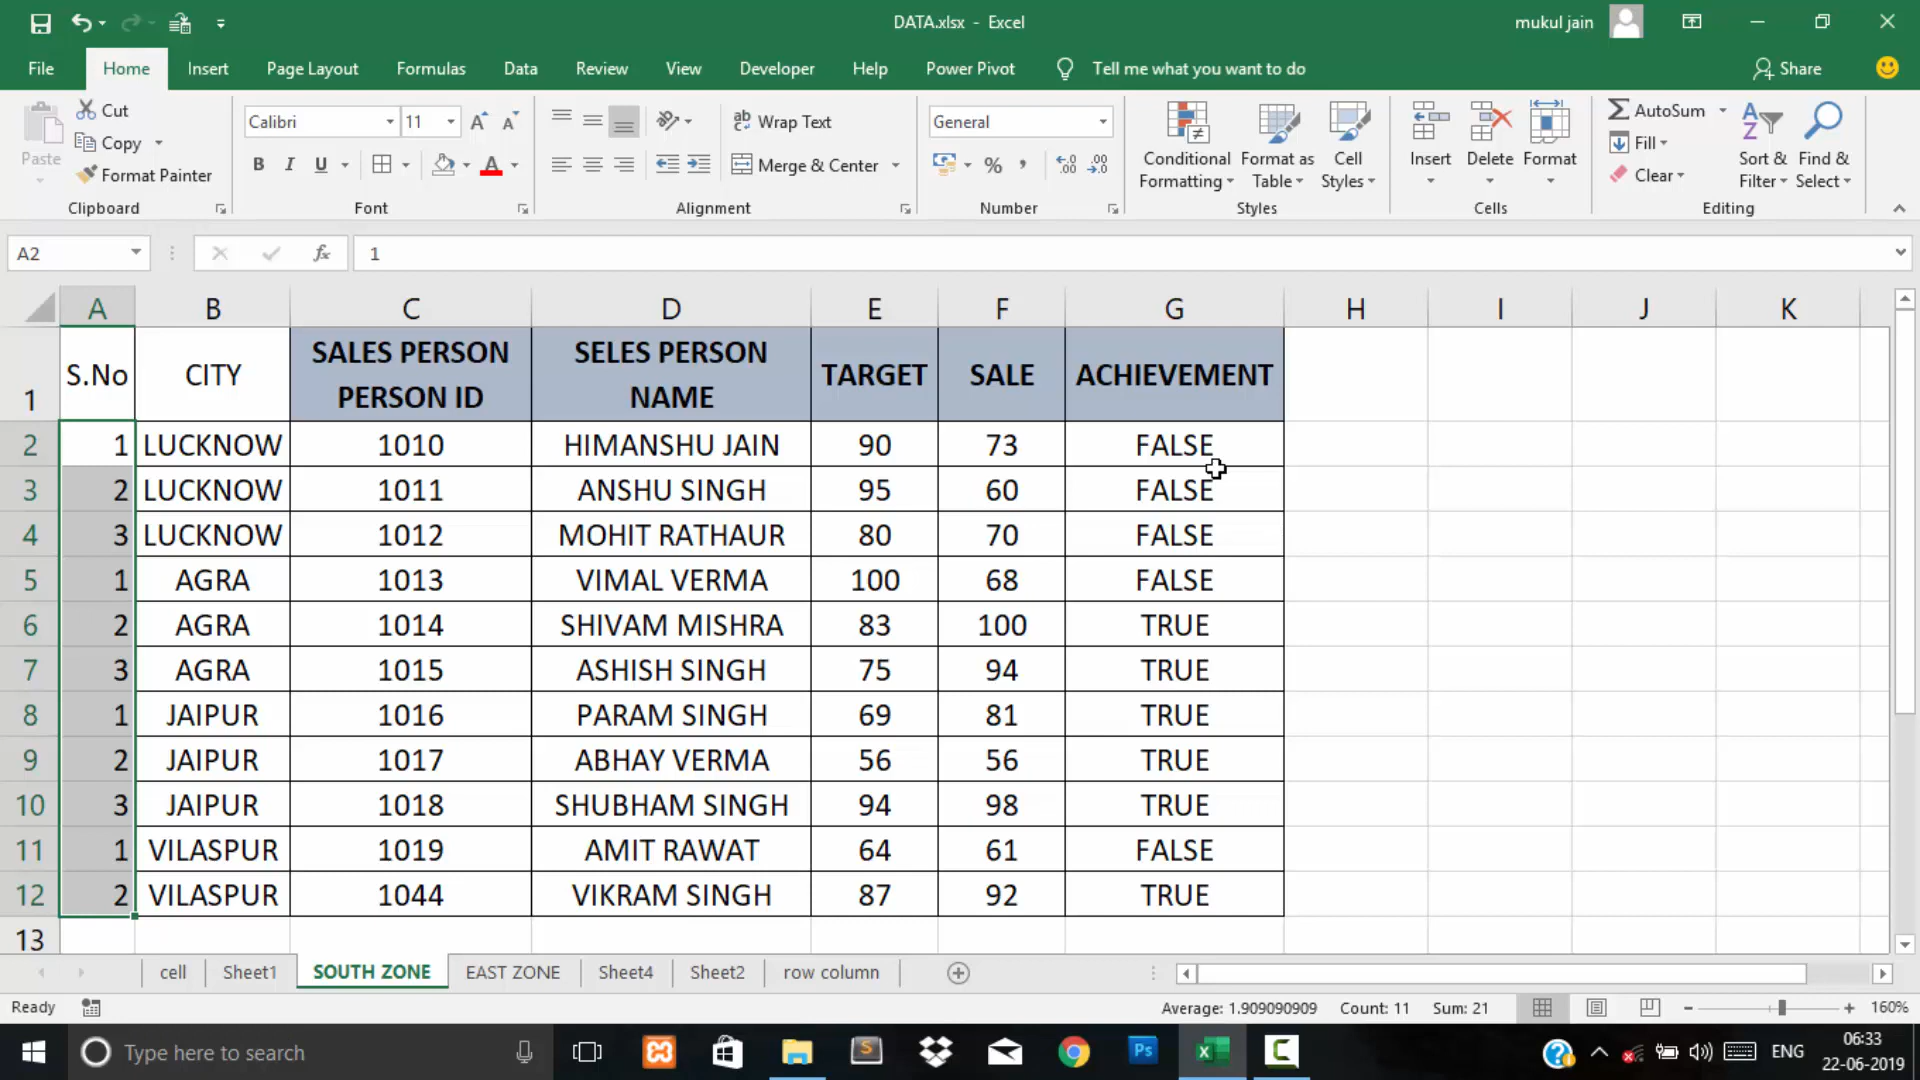 DATA.xlsx - Excel
mukul jain
File Home Insert Page Layout Formulas Data Review View Developer Help Power Pivot Tell me what you want to do Share
Paste
Cut
Copy
Format Painter
Clipboard
Calibri 11
B I U A
Font
ab Wrap Text
Merge & Center
Alignment
General
% ,
Number
Conditional Formatting
Format as Table
Cell Styles
Styles
Insert
Delete
Format
Cells
AutoSum
Fill
Clear
Sort & Filter
Find & Select
Editing
A2 fx 1
A B C D E F G H I J K
1 S.No CITY SALES PERSON PERSON ID SELES PERSON NAME TARGET SALE ACHIEVEMENT
2 1 LUCKNOW 1010 HIMANSHU JAIN 90 73 FALSE
3 2 LUCKNOW 1011 ANSHU SINGH 95 60 FALSE
4 3 LUCKNOW 1012 MOHIT RATHAUR 80 70 FALSE
5 1 AGRA 1013 VIMAL VERMA 100 68 FALSE
6 2 AGRA 1014 SHIVAM MISHRA 83 100 TRUE
7 3 AGRA 1015 ASHISH SINGH 75 94 TRUE
8 1 JAIPUR 1016 PARAM SINGH 69 81 TRUE
9 2 JAIPUR 1017 ABHAY VERMA 56 56 TRUE
10 3 JAIPUR 1018 SHUBHAM SINGH 94 98 TRUE
11 1 VILASPUR 1019 AMIT RAWAT 64 61 FALSE
12 2 VILASPUR 1044 VIKRAM SINGH 87 92 TRUE
13
cell Sheet1 SOUTH ZONE EAST ZONE Sheet4 Sheet2 row column
Ready Average: 1.909090909 Count: 11 Sum: 21 160%
Type here to search
Ps
ENG
06:33
22-06-2019